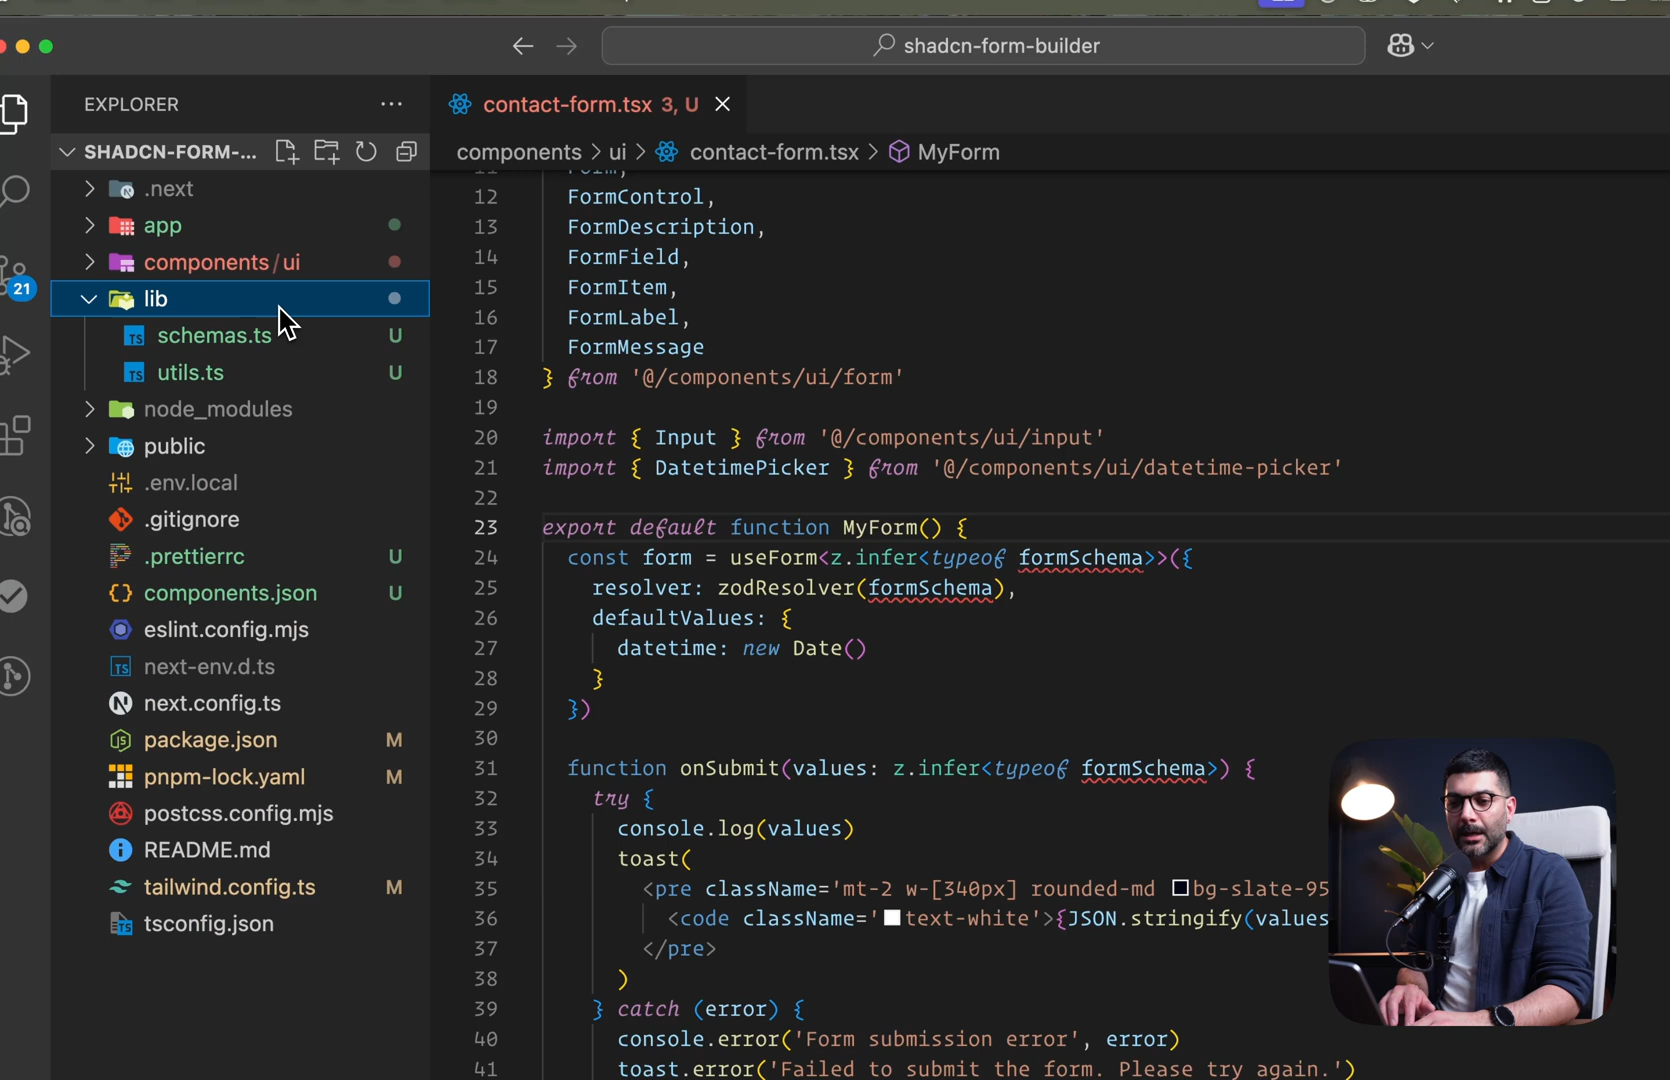 shadcn-form-builder
EXPLORER
contact-form.tsx 3, U
SHADCN-FORM-...
components > ui > contact-form.tsx > MyForm
.next
app
components / ui
lib
schemas.ts U
utils.ts U
node_modules
public
.env.local
.gitignore
.prettierrc U
components.json U
eslint.config.mjs
next-env.d.ts
next.config.ts
package.json M
pnpm-lock.yaml M
postcss.config.mjs
README.md
tailwind.config.ts M
tsconfig.json
21
11 Form,
12 FormControl,
13 FormDescription,
14 FormField,
15 FormItem,
16 FormLabel,
17 FormMessage
18 } from '@/components/ui/form'
19
20 import { Input } from '@/components/ui/input'
21 import { DatetimePicker } from '@/components/ui/datetime-picker'
22
23 export default function MyForm() {
24 const form = useForm<z.infer<typeof formSchema>>({
25 resolver: zodResolver(formSchema),
26 defaultValues: {
27 datetime: new Date()
28 }
29 })
30
31 function onSubmit(values: z.infer<typeof formSchema>) {
32 try {
33 console.log(values)
34 toast(
35 <pre className='mt-2 w-[340px] rounded-md bg-slate-95
36 <code className='text-white'>{JSON.stringify(values
37 </pre>
38 )
39 } catch (error) {
40 console.error('Form submission error', error)
41 toast.error('Failed to submit the form. Please try again.')